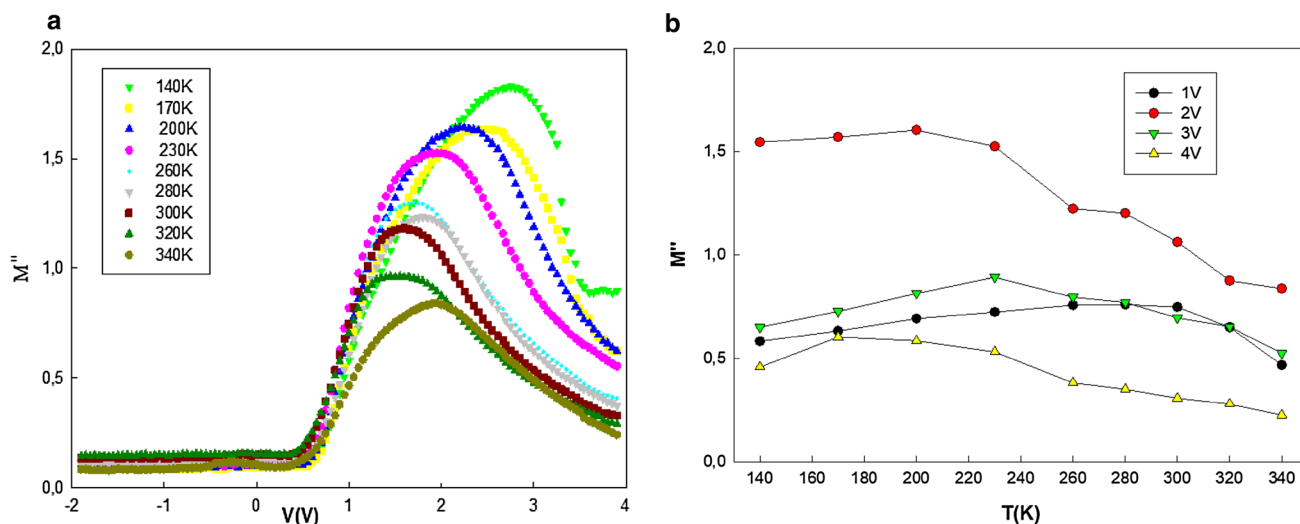 a
2,0
1,5
1,0
0,5
0,0
M''
140K
170K
200K
230K
260K
280K
300K
320K
340K
-2 -1 0 1 2 3 4
V(V)
b
2,0
1,5
1,0
0,5
0,0
M''
1V
2V
3V
4V
140 160 180 200 220 240 260 280 300 320 340
T(K)